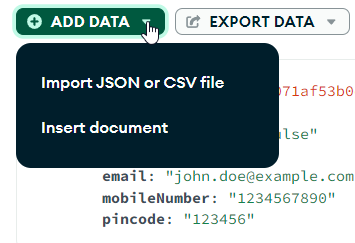 ADD DATA
EXPORT DATA
Import JSON or CSV file
Insert document
email: "john.doe@example.com
mobileNumber: "1234567890"
pincode: "123456"